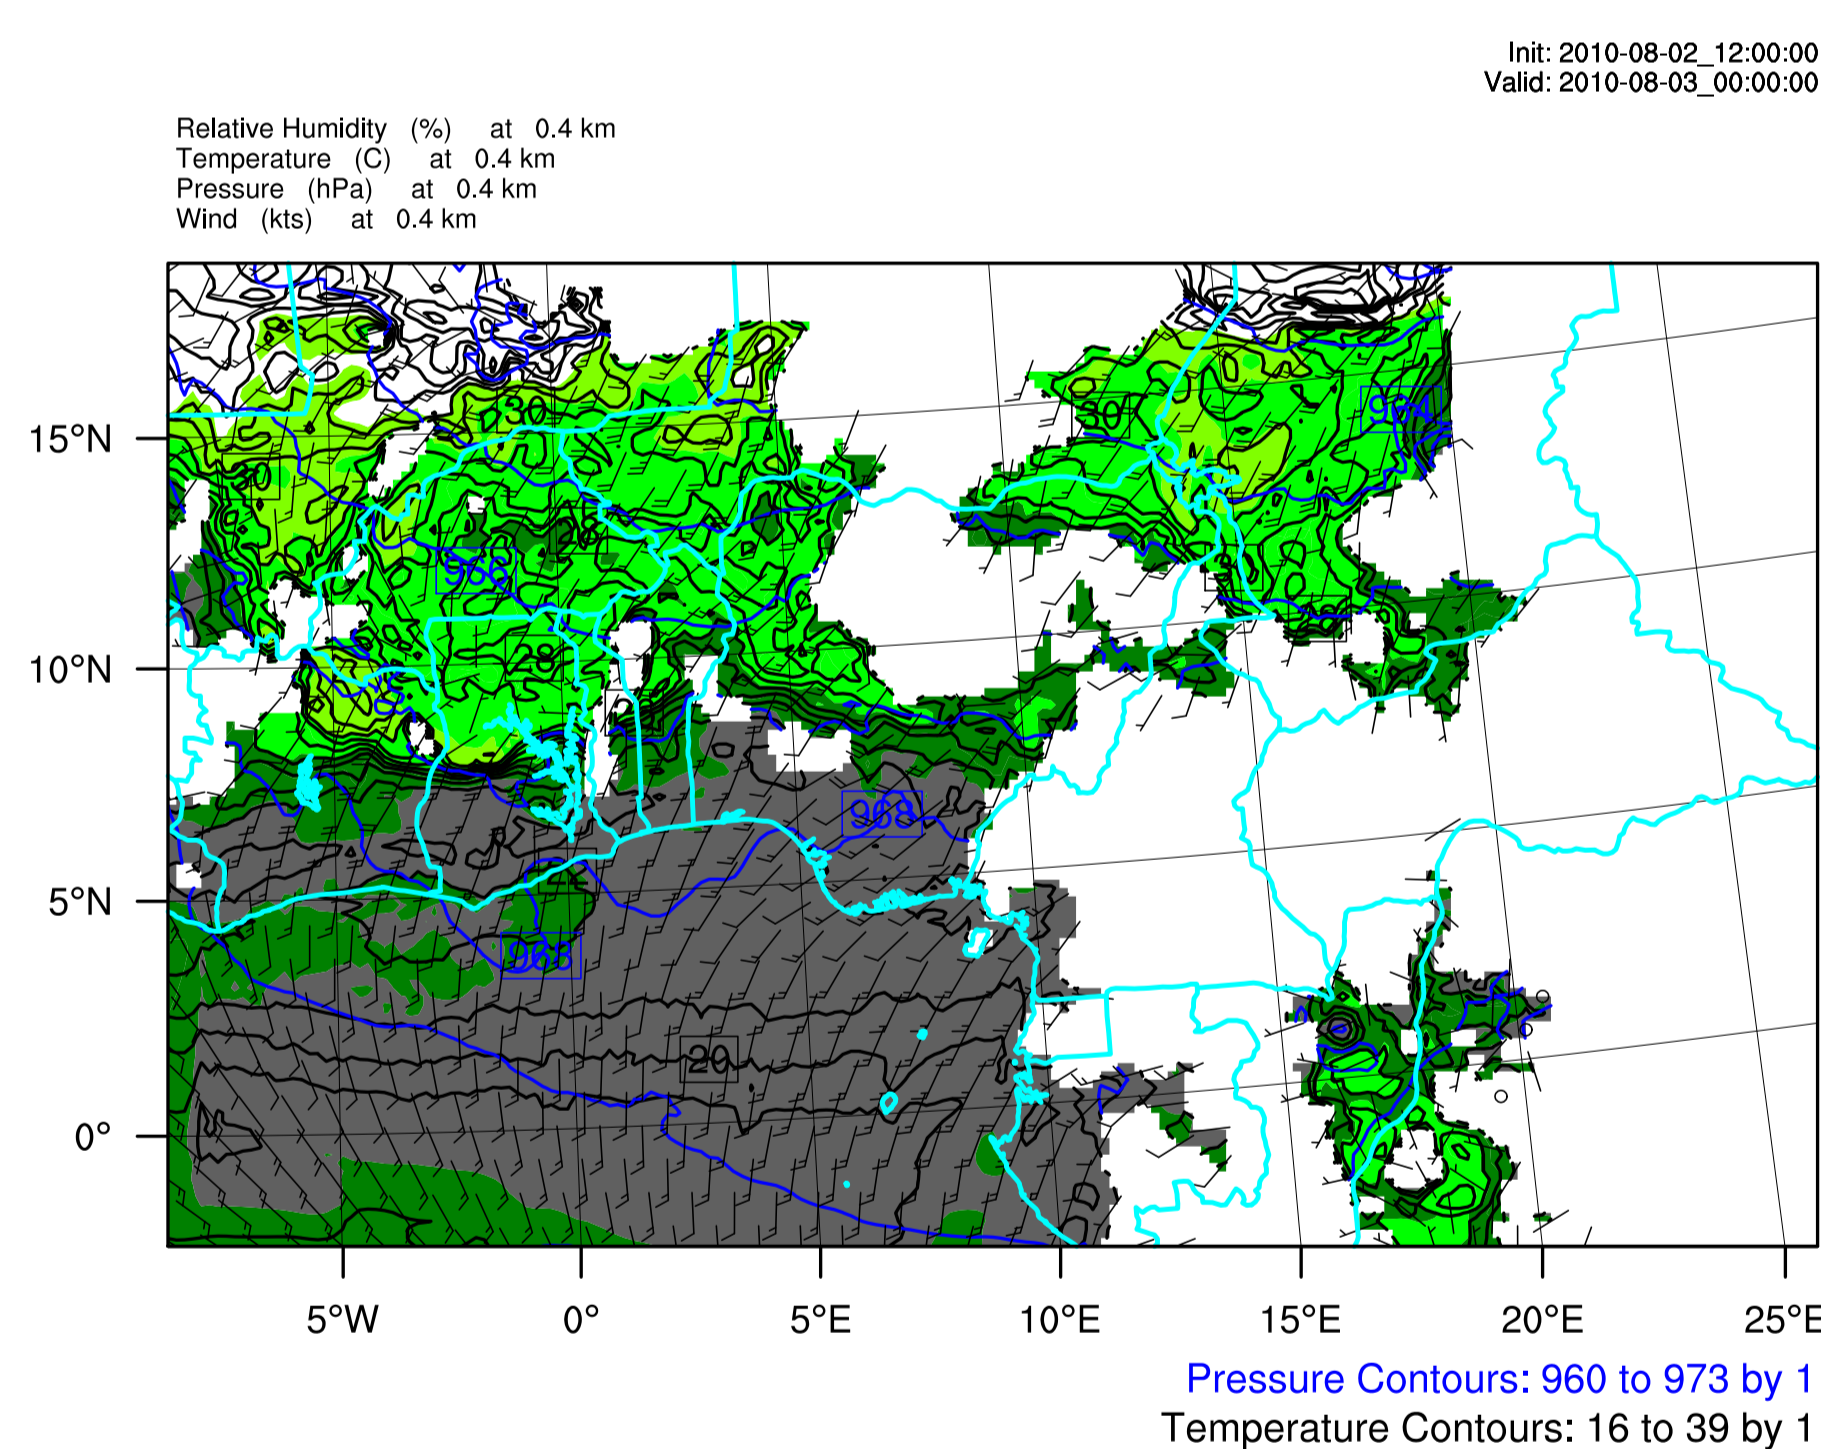 Init: 2010-08-02_12:00:00
Valid: 2010-08-03_00:00:00
Relative Humidity (%) at 0.4 km
Temperature (C) at 0.4 km
Pressure (hPa) at 0.4 km
Wind (kts) at 0.4 km
30
30
964
15°N
966
28
10°N
968
5°N
968
20
0°
5°W 0° 5°E 10°E 15°E 20°E 25°E
Pressure Contours: 960 to 973 by 1
Temperature Contours: 16 to 39 by 1